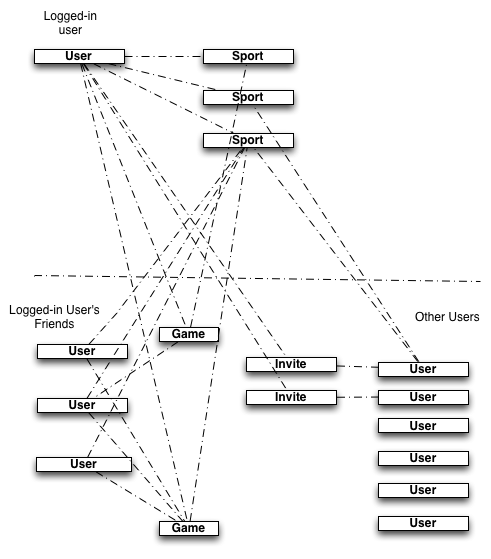 Logged-in
user
User
Sport
Sport
Sport
Logged-in User's
Friends
Other Users
Game
User
Invite
User
User
Invite
User
User
User
User
User
Game
User